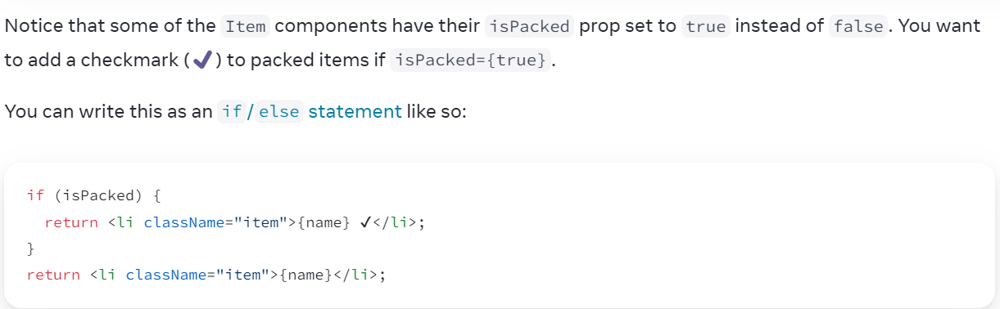 Notice that some of the Item components have their isPacked prop set to true instead of false. You want
to add a checkmark (✔) to packed items if isPacked={true}.
You can write this as an if/else statement like so:
if (isPacked) {
  return <li className="item">{name} ✔</li>;
}
return <li className="item">{name}</li>;